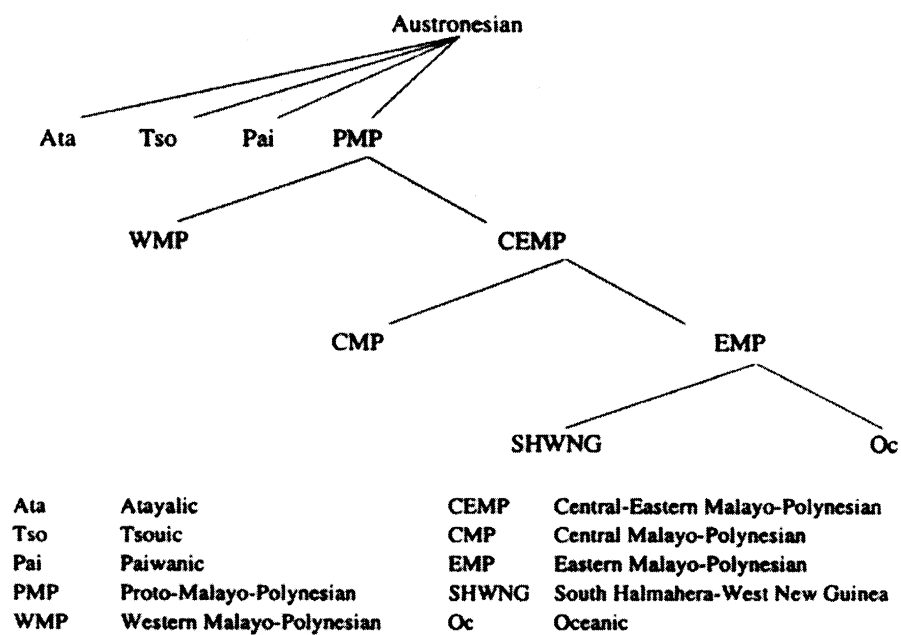 Austronesian
Ata Tso Pai PMP
WMP CEMP
CMP EMP
SHWNG Oc
Ata Atayalic CEMP Central-Eastern Malayo-Polynesian
Tso Tsouic CMP Central Malayo-Polynesian
Pai Paiwanic EMP Eastern Malayo-Polynesian
PMP Proto-Malayo-Polynesian SHWNG South Halmahera-West New Guinea
WMP Western Malayo-Polynesian Oc Oceanic